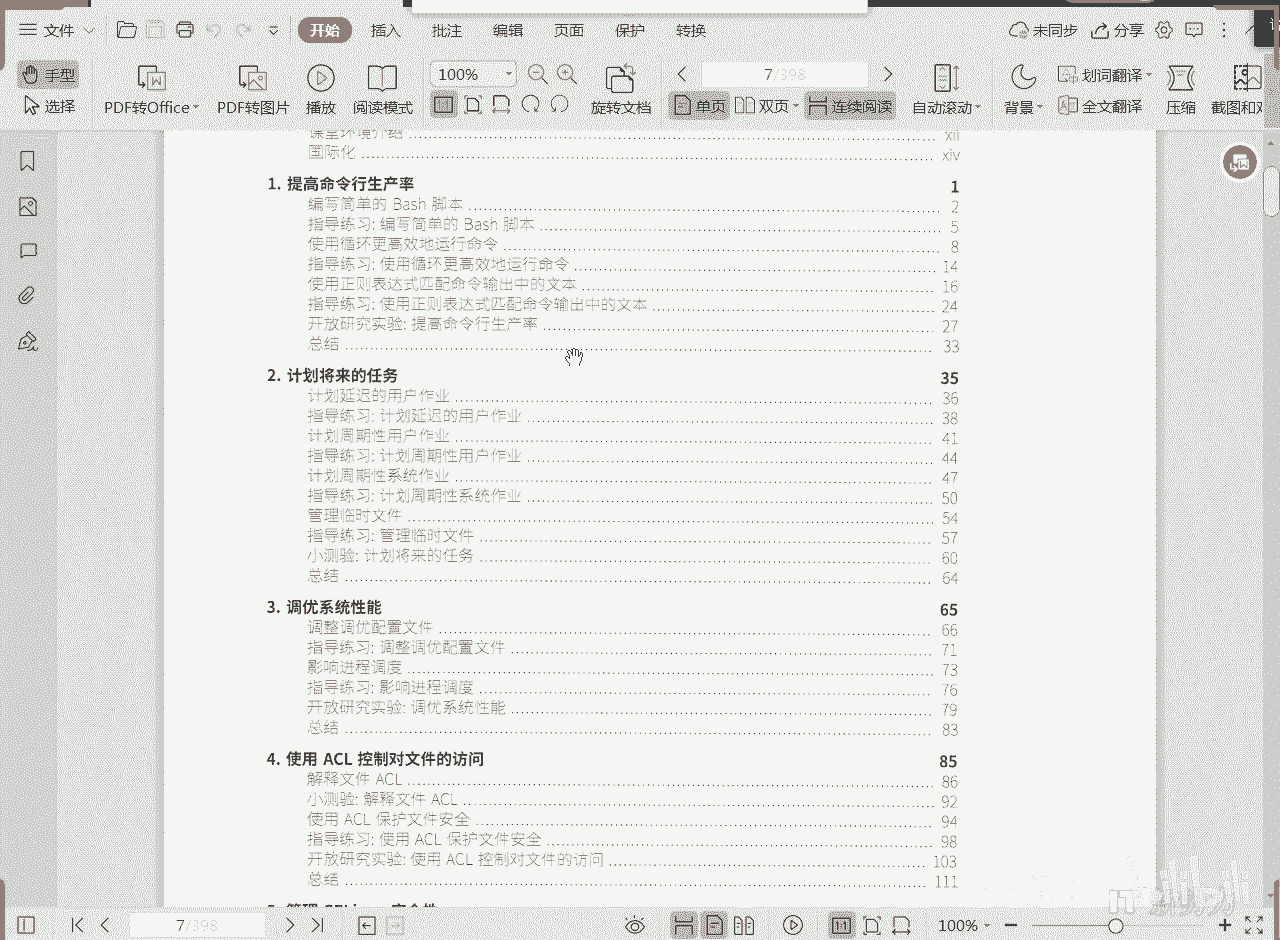 文件 开始 插入 批注 编辑 页面 保护 转换 未同步 分享
手型 100% 7/398 划词翻译
选择 PDF转Office PDF转图片 播放 阅读模式 旋转文档 单页 双页 连续阅读 自动滚动 背景 全文翻译 压缩 截图和
课堂环境介绍 xii
国际化 xiv
1. 提高命令行生产率 1
编写简单的 Bash 脚本 2
指导练习: 编写简单的 Bash 脚本 5
使用循环更高效地运行命令 8
指导练习: 使用循环更高效地运行命令 14
使用正则表达式匹配命令输出中的文本 16
指导练习: 使用正则表达式匹配命令输出中的文本 24
开放研究实验: 提高命令行生产率 27
总结 33
2. 计划将来的任务 35
计划延迟的用户作业 36
指导练习: 计划延迟的用户作业 38
计划周期性用户作业 41
指导练习: 计划周期性用户作业 44
计划周期性系统作业 47
指导练习: 计划周期性系统作业 50
管理临时文件 54
指导练习: 管理临时文件 57
小测验: 计划将来的任务 60
总结 64
3. 调优系统性能 65
调整调优配置文件 66
指导练习: 调整调优配置文件 71
影响进程调度 73
指导练习: 影响进程调度 76
开放研究实验: 调优系统性能 79
总结 83
4. 使用 ACL 控制对文件的访问 85
解释文件 ACL 86
小测验: 解释文件 ACL 92
使用 ACL 保护文件安全 94
指导练习: 使用 ACL 保护文件安全 98
开放研究实验: 使用 ACL 控制对文件的访问 103
总结 111
7/398 100%